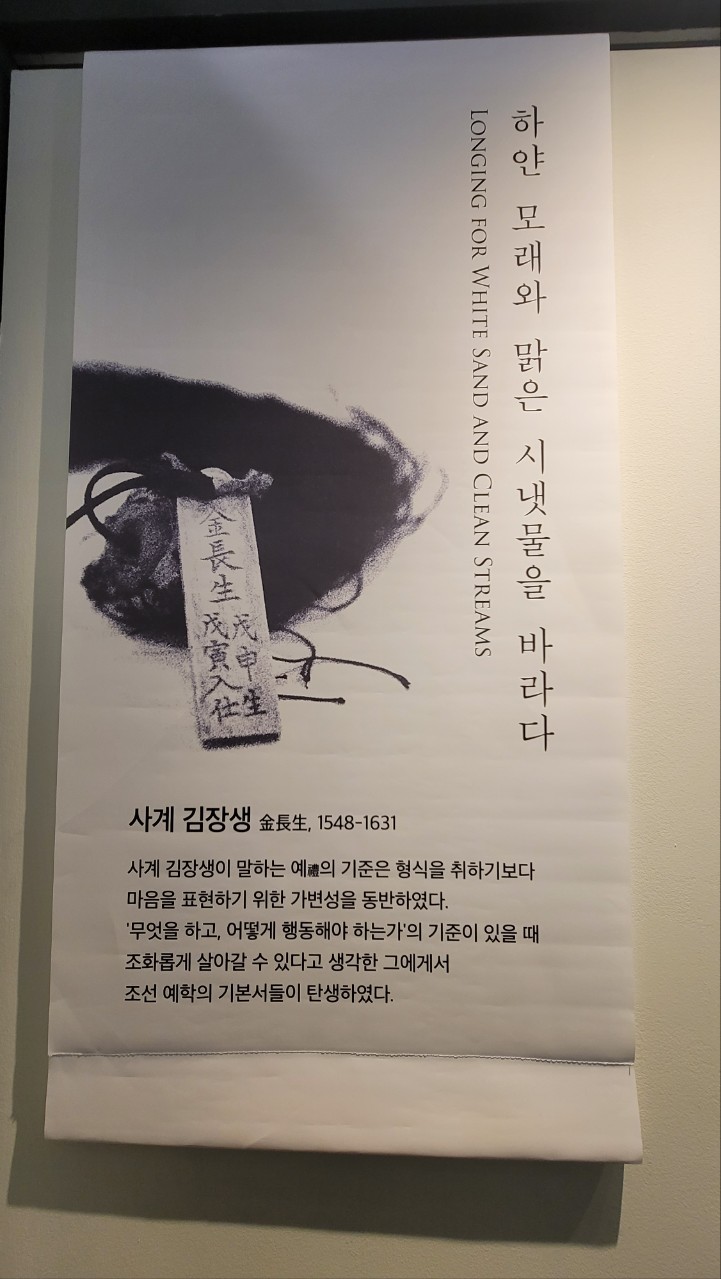 하얀 모래와 맑은 시냇물을 바라다
LONGING FOR WHITE SAND AND CLEAN STREAMS
金長生
戊申生
戊寅入仕
사계 김장생 金長生, 1548-1631
사계 김장생이 말하는 예禮의 기준은 형식을 취하기보다
마음을 표현하기 위한 가변성을 동반하였다.
'무엇을 하고, 어떻게 행동해야 하는가'의 기준이 있을 때
조화롭게 살아갈 수 있다고 생각한 그에게서
조선 예학의 기본서들이 탄생하였다.